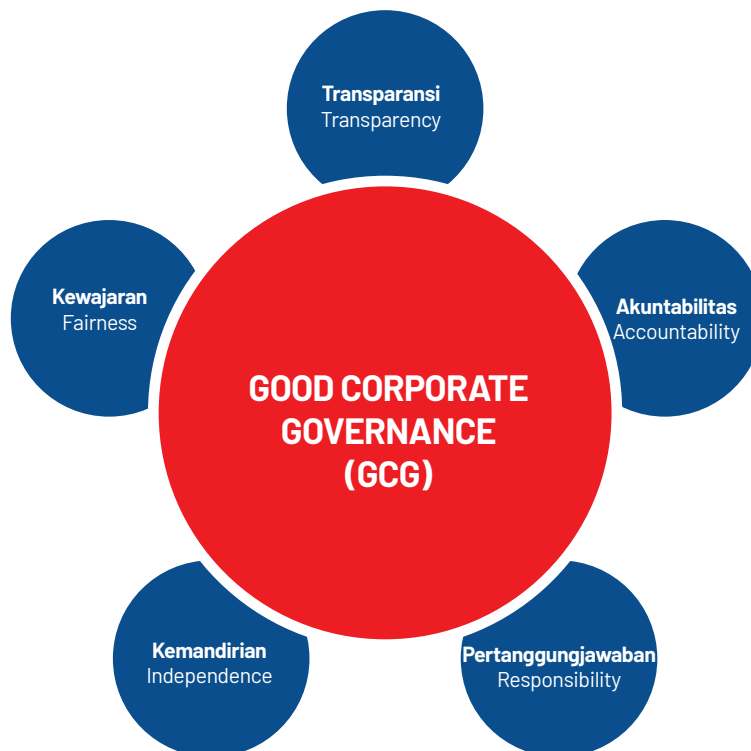 Transparansi
Transparency
Kewajaran
Fairness
Akuntabilitas
Accountability
GOOD CORPORATE
GOVERNANCE
(GCG)
Kemandirian
Independence
Pertanggungjawaban
Responsibility